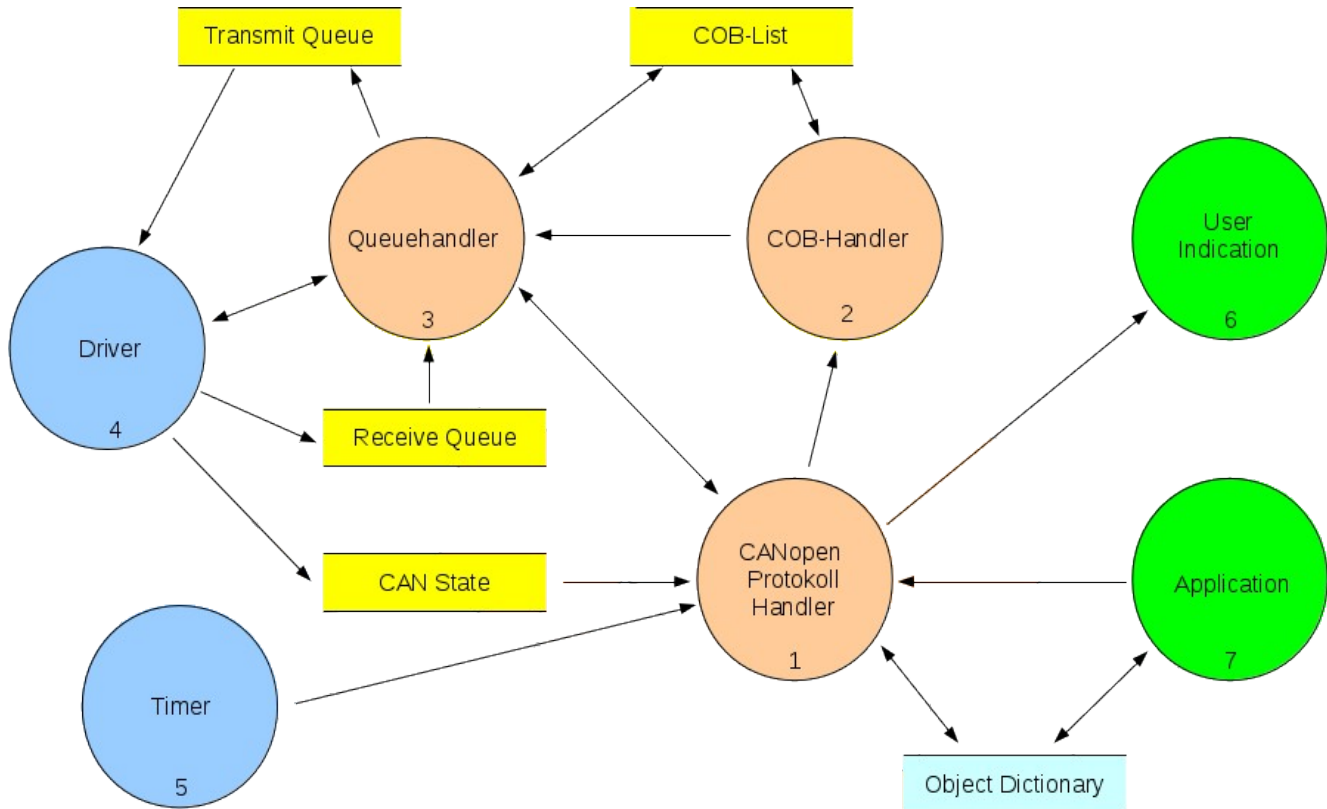 Transmit Queue
COB-List
Queuehandler
3
COB-Handler
2
User
Indication
6
Driver
4
Receive Queue
CAN State
CANopen
Protokoll
Handler
1
Application
7
Timer
5
Object Dictionary